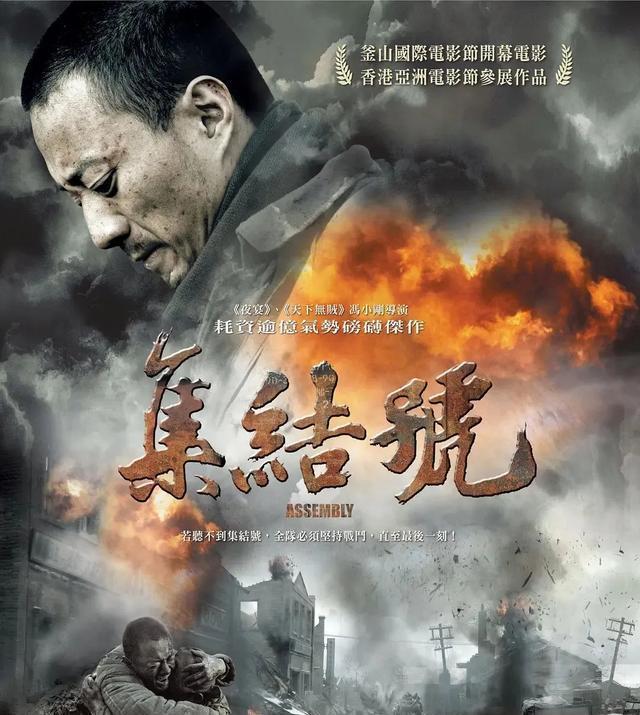 釜山國際電影節開幕電影
香港亞洲電影節參展作品
《夜宴》、《天下無賊》馮小剛導演
耗資逾億氣勢磅礡傑作
集結號
ASSEMBLY
若聽不到集結號，全隊必須堅持戰鬥，直至最後一刻！